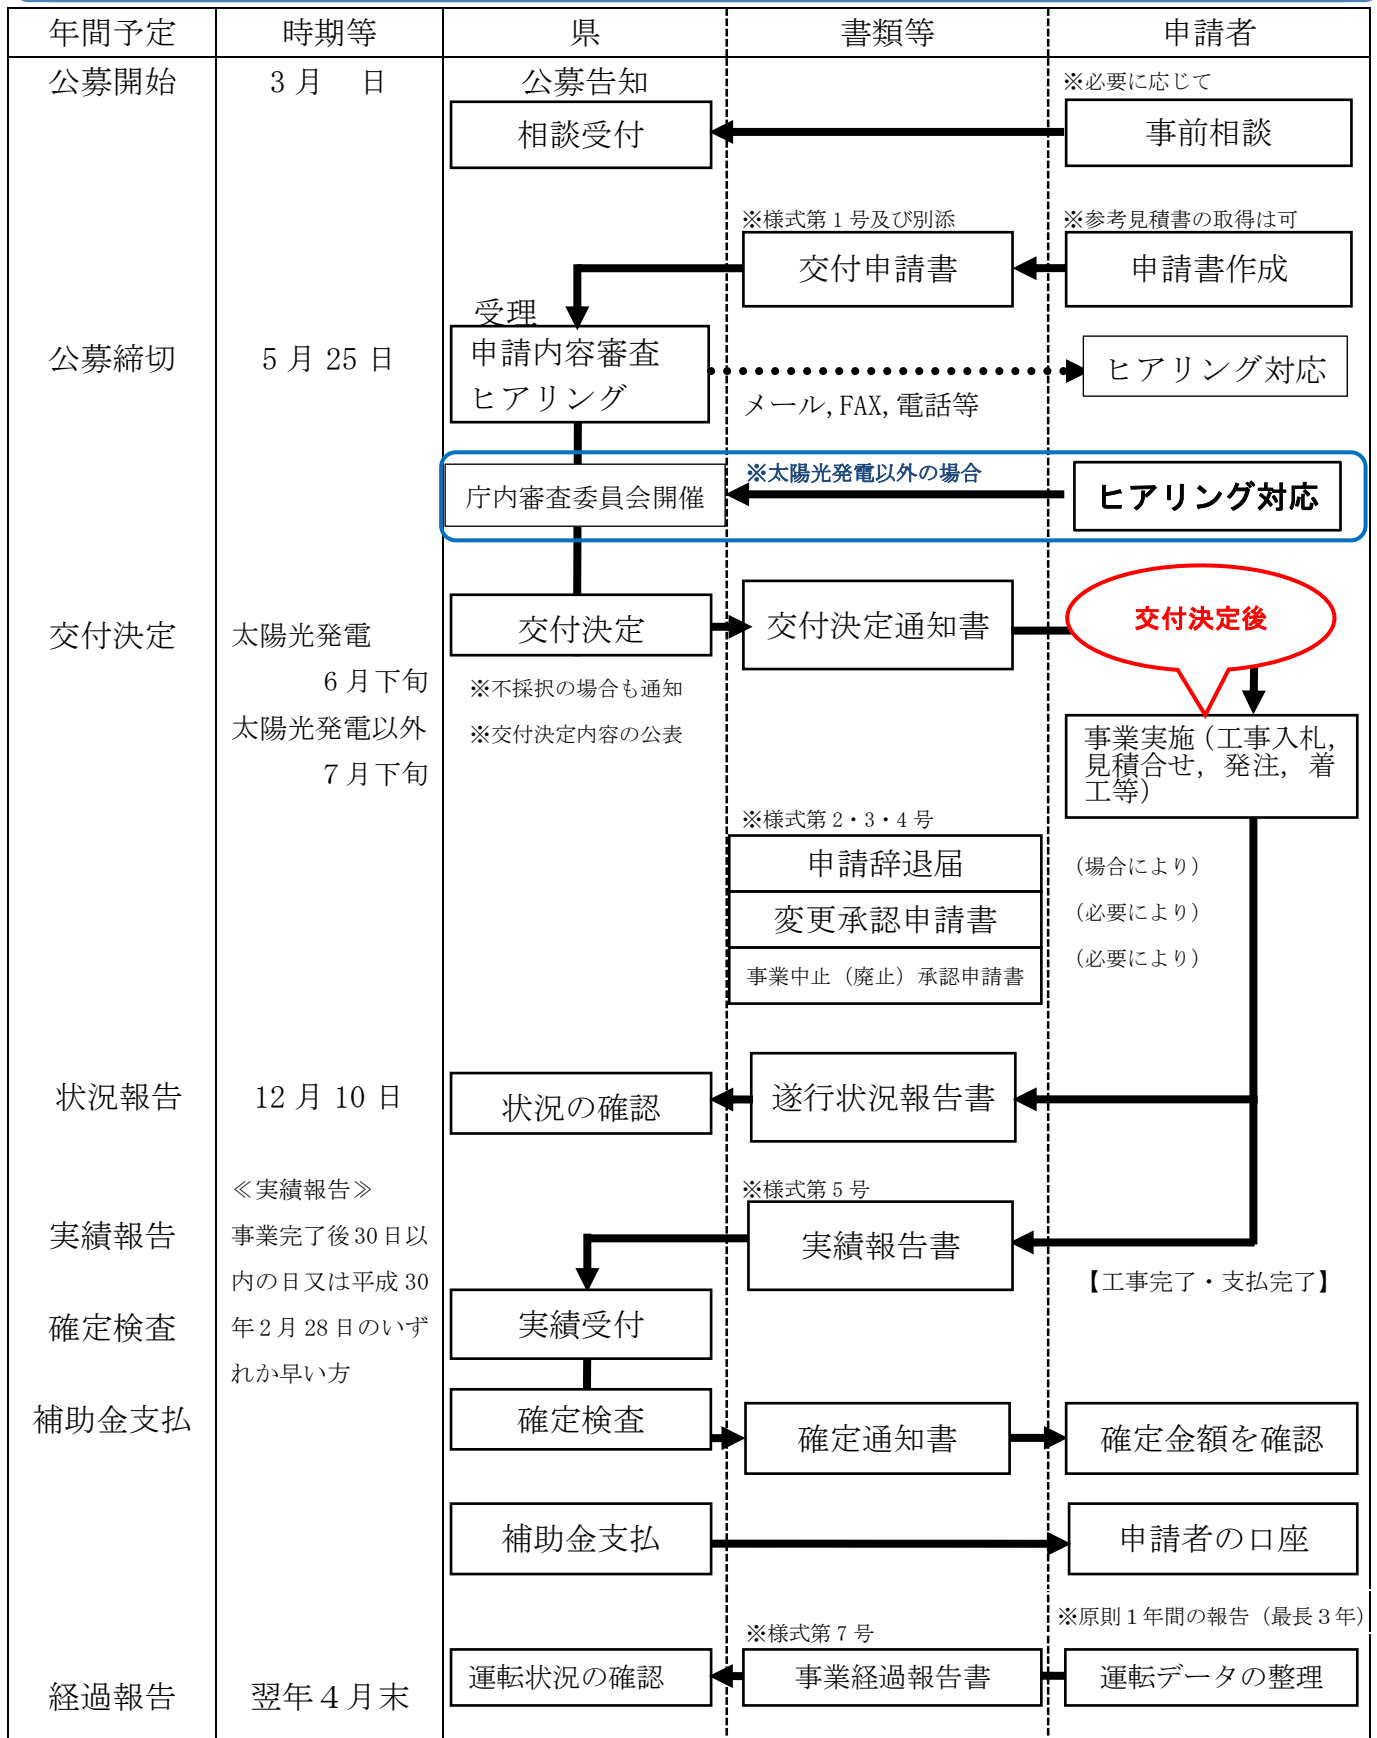 年間予定
時期等
県
書類等
申請者
公募開始
3月　日
公募告知
※必要に応じて
相談受付
事前相談
※様式第1号及び別添
※参考見積書の取得は可
交付申請書
申請書作成
受理
公募締切
5月25日
申請内容審査
ヒアリング
ヒアリング対応
メール,FAX,電話等
※太陽光発電以外の場合
庁内審査委員会開催
ヒアリング対応
交付決定
太陽光発電
6月下旬
太陽光発電以外
7月下旬
交付決定
交付決定通知書
交付決定後
※不採択の場合も通知
※交付決定内容の公表
事業実施（工事入札,
見積合せ, 発注, 着
工等）
※様式第2・3・4号
申請辞退届
（場合により）
変更承認申請書
（必要により）
事業中止（廃止）承認申請書
（必要により）
状況報告
12月10日
状況の確認
遂行状況報告書
≪実績報告≫
事業完了後30日以
内の日又は平成30
年2月28日のいず
れか早い方
※様式第5号
実績報告
実績報告書
【工事完了・支払完了】
確定検査
実績受付
補助金支払
確定検査
確定通知書
確定金額を確認
補助金支払
申請者の口座
※原則1年間の報告（最長3年）
※様式第7号
経過報告
翌年4月末
運転状況の確認
事業経過報告書
運転データの整理